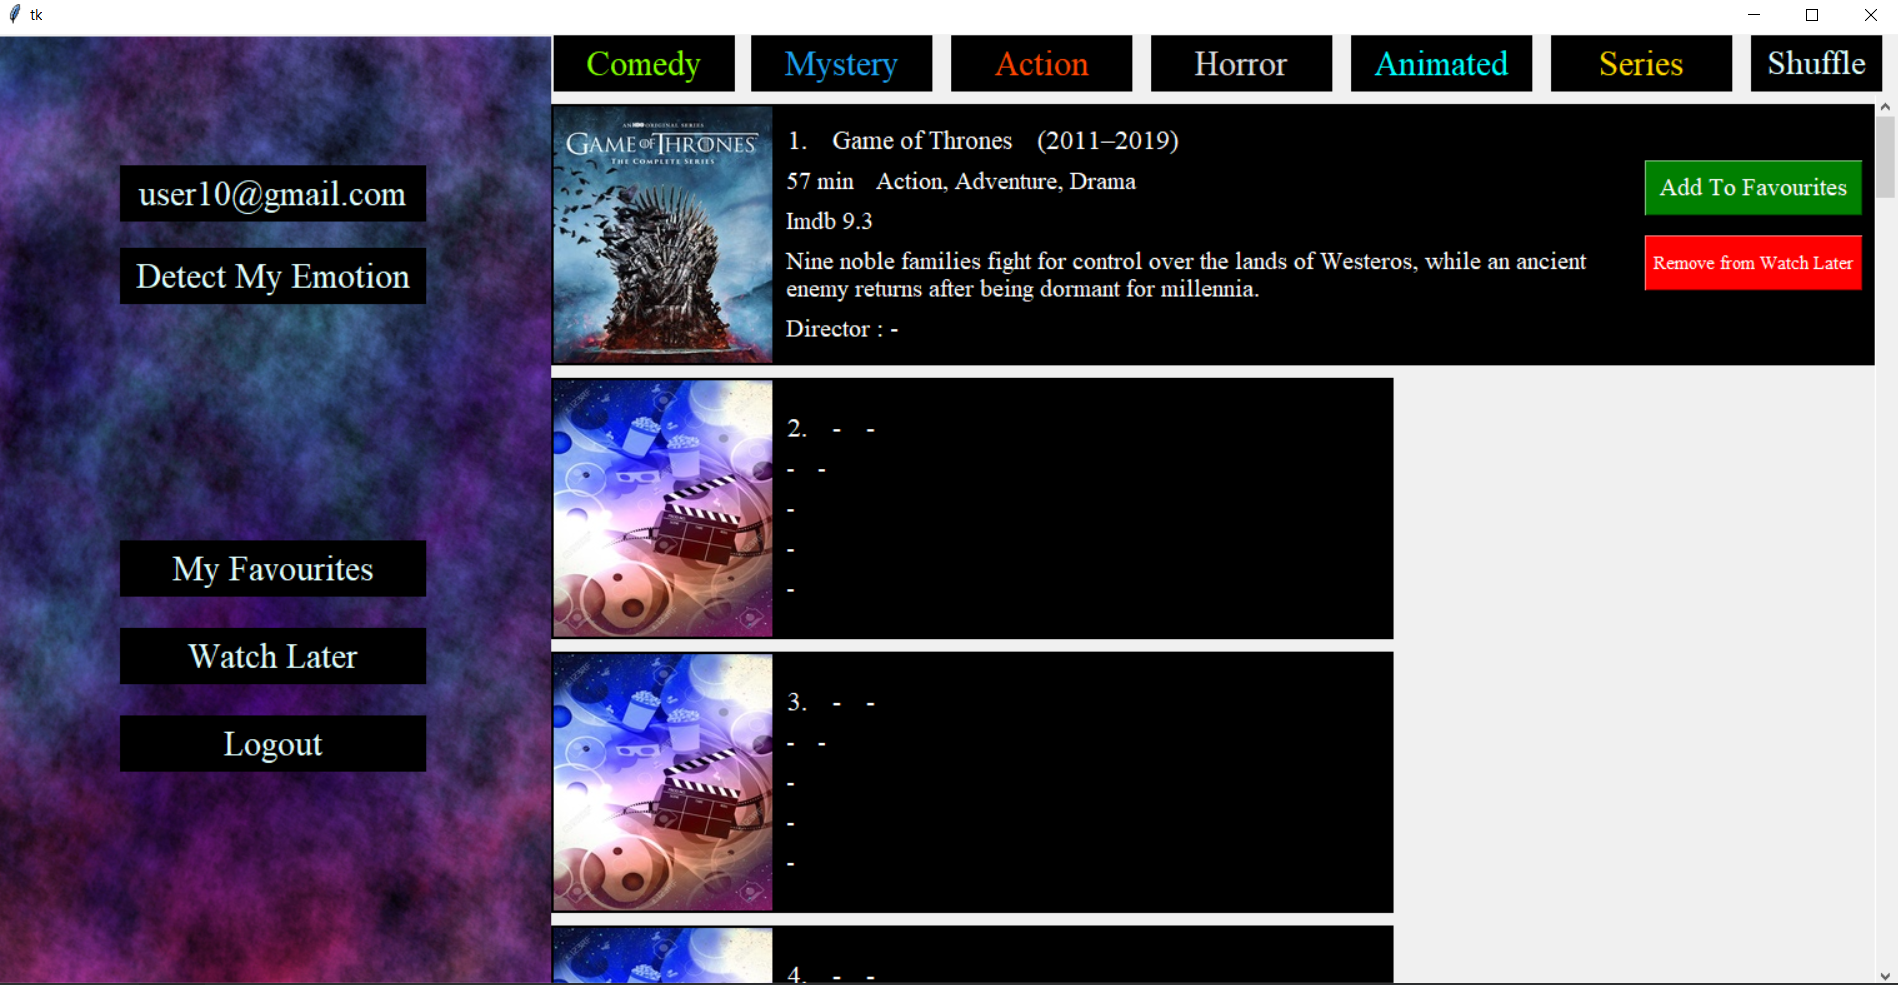 tk
Comedy
Mystery
Action
Horror
Animated
Series
Shuffle
user10@gmail.com
Detect My Emotion
My Favourites
Watch Later
Logout
AN HBO ORIGINAL SERIES
GAME OF THRONES
THE COMPLETE SERIES
1. Game of Thrones (2011–2019)
57 min Action, Adventure, Drama
Imdb 9.3
Nine noble families fight for control over the lands of Westeros, while an ancient
enemy returns after being dormant for millennia.
Director : -
Add To Favourites
Remove from Watch Later
2. - -
- -
-
-
-
3. - -
- -
-
-
-
4. - -